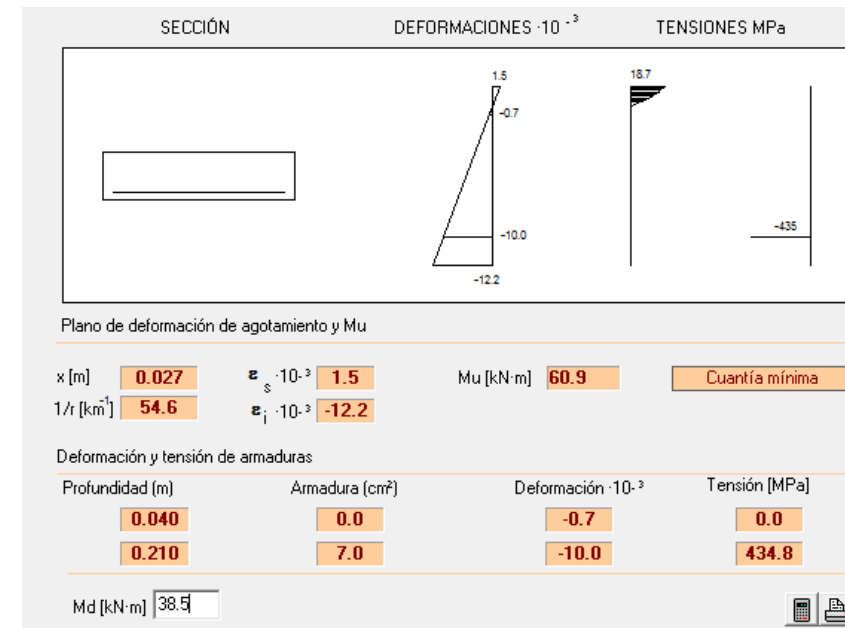 SECCIÓN DEFORMACIONES ·10 -3 TENSIONES MPa
1.5 18.7
-0.7
-10.0 -435
-12.2
Plano de deformación de agotamiento y Mu
x [m] 0.027 ε s ·10-3 1.5 Mu [kN·m] 60.9 Cuantía mínima
1/r [km-1] 54.6 ε i ·10-3 -12.2
Deformación y tensión de armaduras
Profundidad (m) Armadura (cm²) Deformación ·10-3 Tensión [MPa]
0.040 0.0 -0.7 0.0
0.210 7.0 -10.0 434.8
Md [kN·m] 38.5